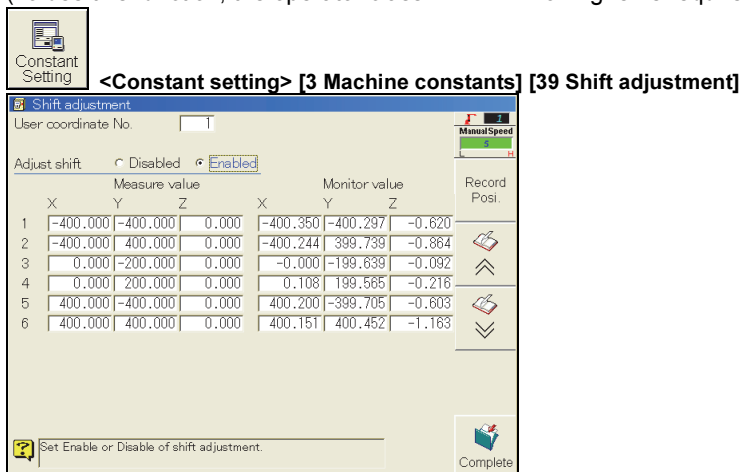 Constant
Setting
<Constant setting> [3 Machine constants] [39 Shift adjustment]
Shift adjustment
User coordinate No. 1
1
Manual Speed
5
L H
Adjust shift Disabled Enabled
Measure value Monitor value
X Y Z X Y Z
1 -400.000 -400.000 0.000 -400.350 -400.297 -0.620
2 -400.000 400.000 0.000 -400.244 399.739 -0.864
3 0.000 -200.000 0.000 -0.000 -199.639 -0.092
4 0.000 200.000 0.000 0.108 199.565 -0.216
5 400.000 -400.000 0.000 400.200 -399.705 -0.603
6 400.000 400.000 0.000 400.151 400.452 -1.163
Record
Posi.
Set Enable or Disable of shift adjustment.
Complete